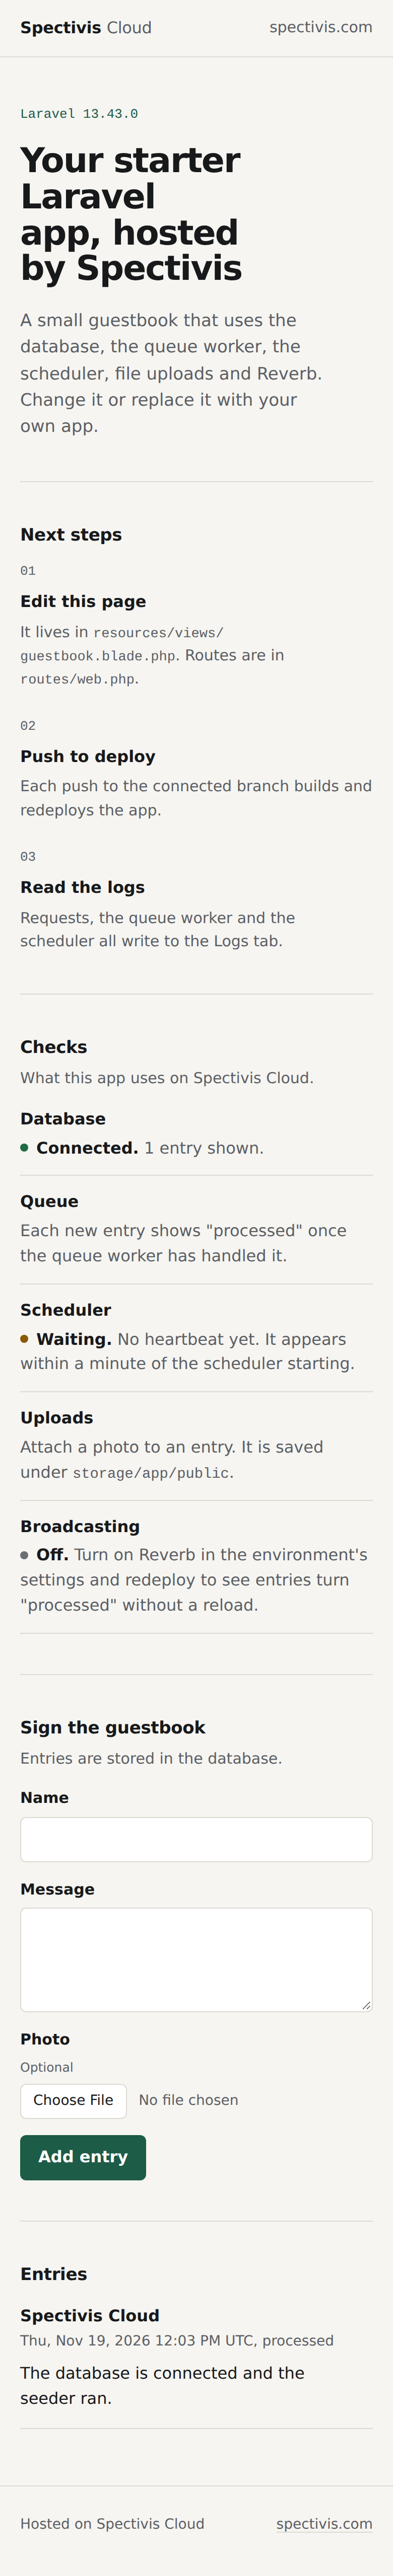 Spectivis Cloud
spectivis.com
Laravel 13.43.0
Your starter
Laravel
app, hosted
by Spectivis
A small guestbook that uses the
database, the queue worker, the
scheduler, file uploads and Reverb.
Change it or replace it with your
own app.
Next steps
01
Edit this page
It lives in resources/views/
guestbook.blade.php. Routes are in
routes/web.php.
02
Push to deploy
Each push to the connected branch builds and
redeploys the app.
03
Read the logs
Requests, the queue worker and the
scheduler all write to the Logs tab.
Checks
What this app uses on Spectivis Cloud.
Database
Connected. 1 entry shown.
Queue
Each new entry shows "processed" once
the queue worker has handled it.
Scheduler
Waiting. No heartbeat yet. It appears
within a minute of the scheduler starting.
Uploads
Attach a photo to an entry. It is saved
under storage/app/public.
Broadcasting
Off. Turn on Reverb in the environment's
settings and redeploy to see entries turn
"processed" without a reload.
Sign the guestbook
Entries are stored in the database.
Name
Message
Photo
Optional
Choose File No file chosen
Add entry
Entries
Spectivis Cloud
Thu, Nov 19, 2026 12:03 PM UTC, processed
The database is connected and the
seeder ran.
Hosted on Spectivis Cloud
spectivis.com